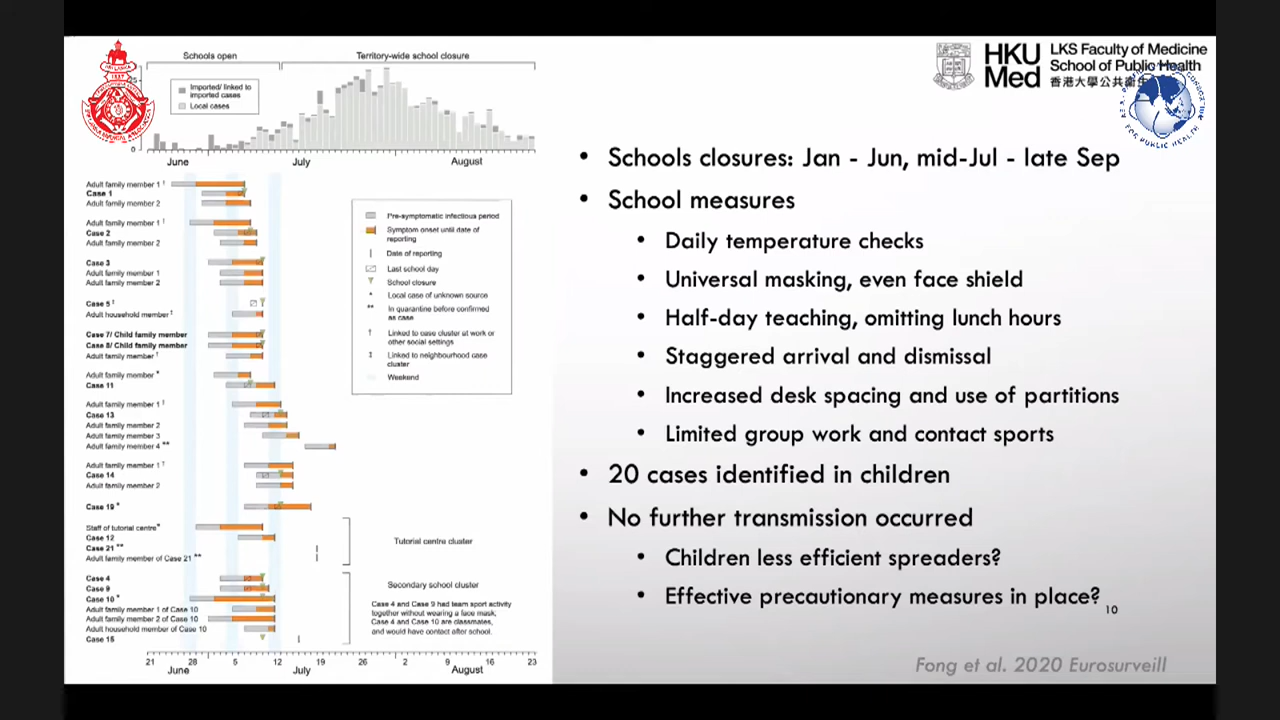 Schools open
Territory-wide school closure
Imported/ linked to
imported cases
Local cases
0
June
July
August
Adult family member 1 †
Case 1
Adult family member 2
Adult family member 1 †
Case 2
Adult family member 2
Case 3
Adult family member 1
Adult family member 2
Case 5 ‡
Adult household member ‡
Case 7/ Child family member
Case 8/ Child family member
Adult family member †
Adult family member *
Case 11
Adult family member 1 †
Case 13
Adult family member 2
Adult family member 3
Adult family member 4 **
Adult family member 1 †
Case 14
Adult family member 2
Case 19 *
Staff of tutorial centre*
Case 12
Case 21 **
Adult family member of Case 21 **
Case 4
Case 9
Case 10 *
Adult family member 1 of Case 10
Adult family member 2 of Case 10
Adult household member of Case 10
Case 15
Pre-symptomatic infectious period
Symptom onset until date of
reporting
Date of reporting
Last school day
School closure
* Local case of unknown source
** In quarantine before confirmed
as case
† Linked to case cluster at work or
other social settings
‡ Linked to neighbourhood case
cluster
Weekend
Tutorial centre cluster
Secondary school cluster
Case 4 and Case 9 had team sport activity
together without wearing a face mask;
Case 4 and Case 10 are classmates,
and would have contact after school.
21 28 5 12 19 26 2 9 16 23
June July August
HKU
Med
LKS Faculty of Medicine
School of Public Health
香港大學公共衞生
FOR PUBLIC HEALTH
• Schools closures: Jan - Jun, mid-Jul - late Sep
• School measures
• Daily temperature checks
• Universal masking, even face shield
• Half-day teaching, omitting lunch hours
• Staggered arrival and dismissal
• Increased desk spacing and use of partitions
• Limited group work and contact sports
• 20 cases identified in children
• No further transmission occurred
• Children less efficient spreaders?
• Effective precautionary measures in place?
10
Fong et al. 2020 Eurosurveill